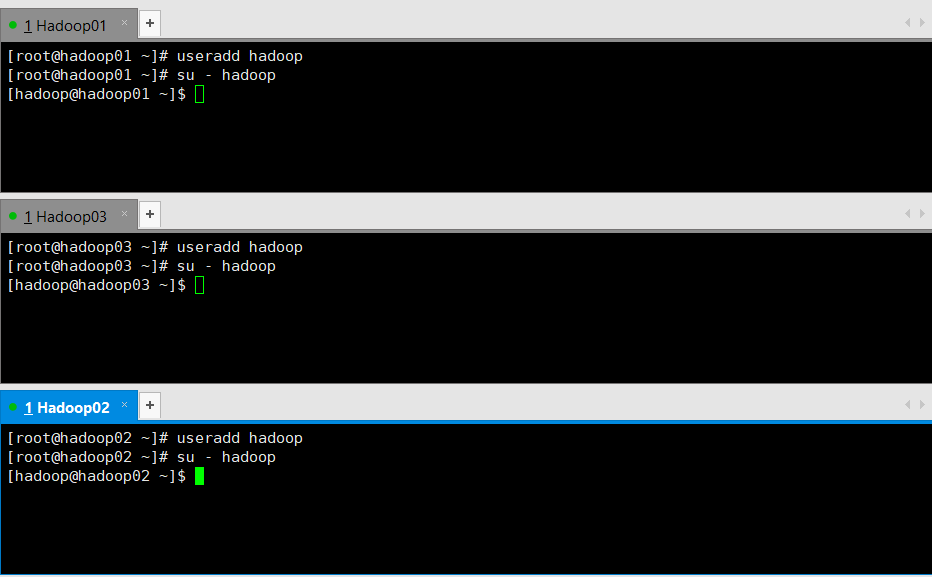 1 Hadoop01 × +
[root@hadoop01 ~]# useradd hadoop
[root@hadoop01 ~]# su - hadoop
[hadoop@hadoop01 ~]$
1 Hadoop03 × +
[root@hadoop03 ~]# useradd hadoop
[root@hadoop03 ~]# su - hadoop
[hadoop@hadoop03 ~]$
1 Hadoop02 × +
[root@hadoop02 ~]# useradd hadoop
[root@hadoop02 ~]# su - hadoop
[hadoop@hadoop02 ~]$